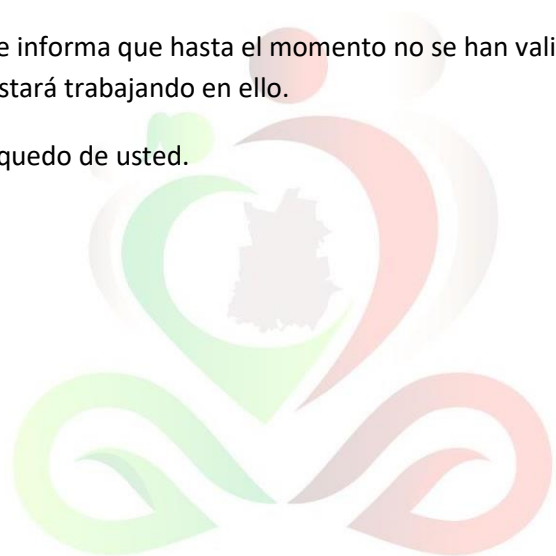 e informa que hasta el momento no se han vali
stará trabajando en ello.
quedo de usted.